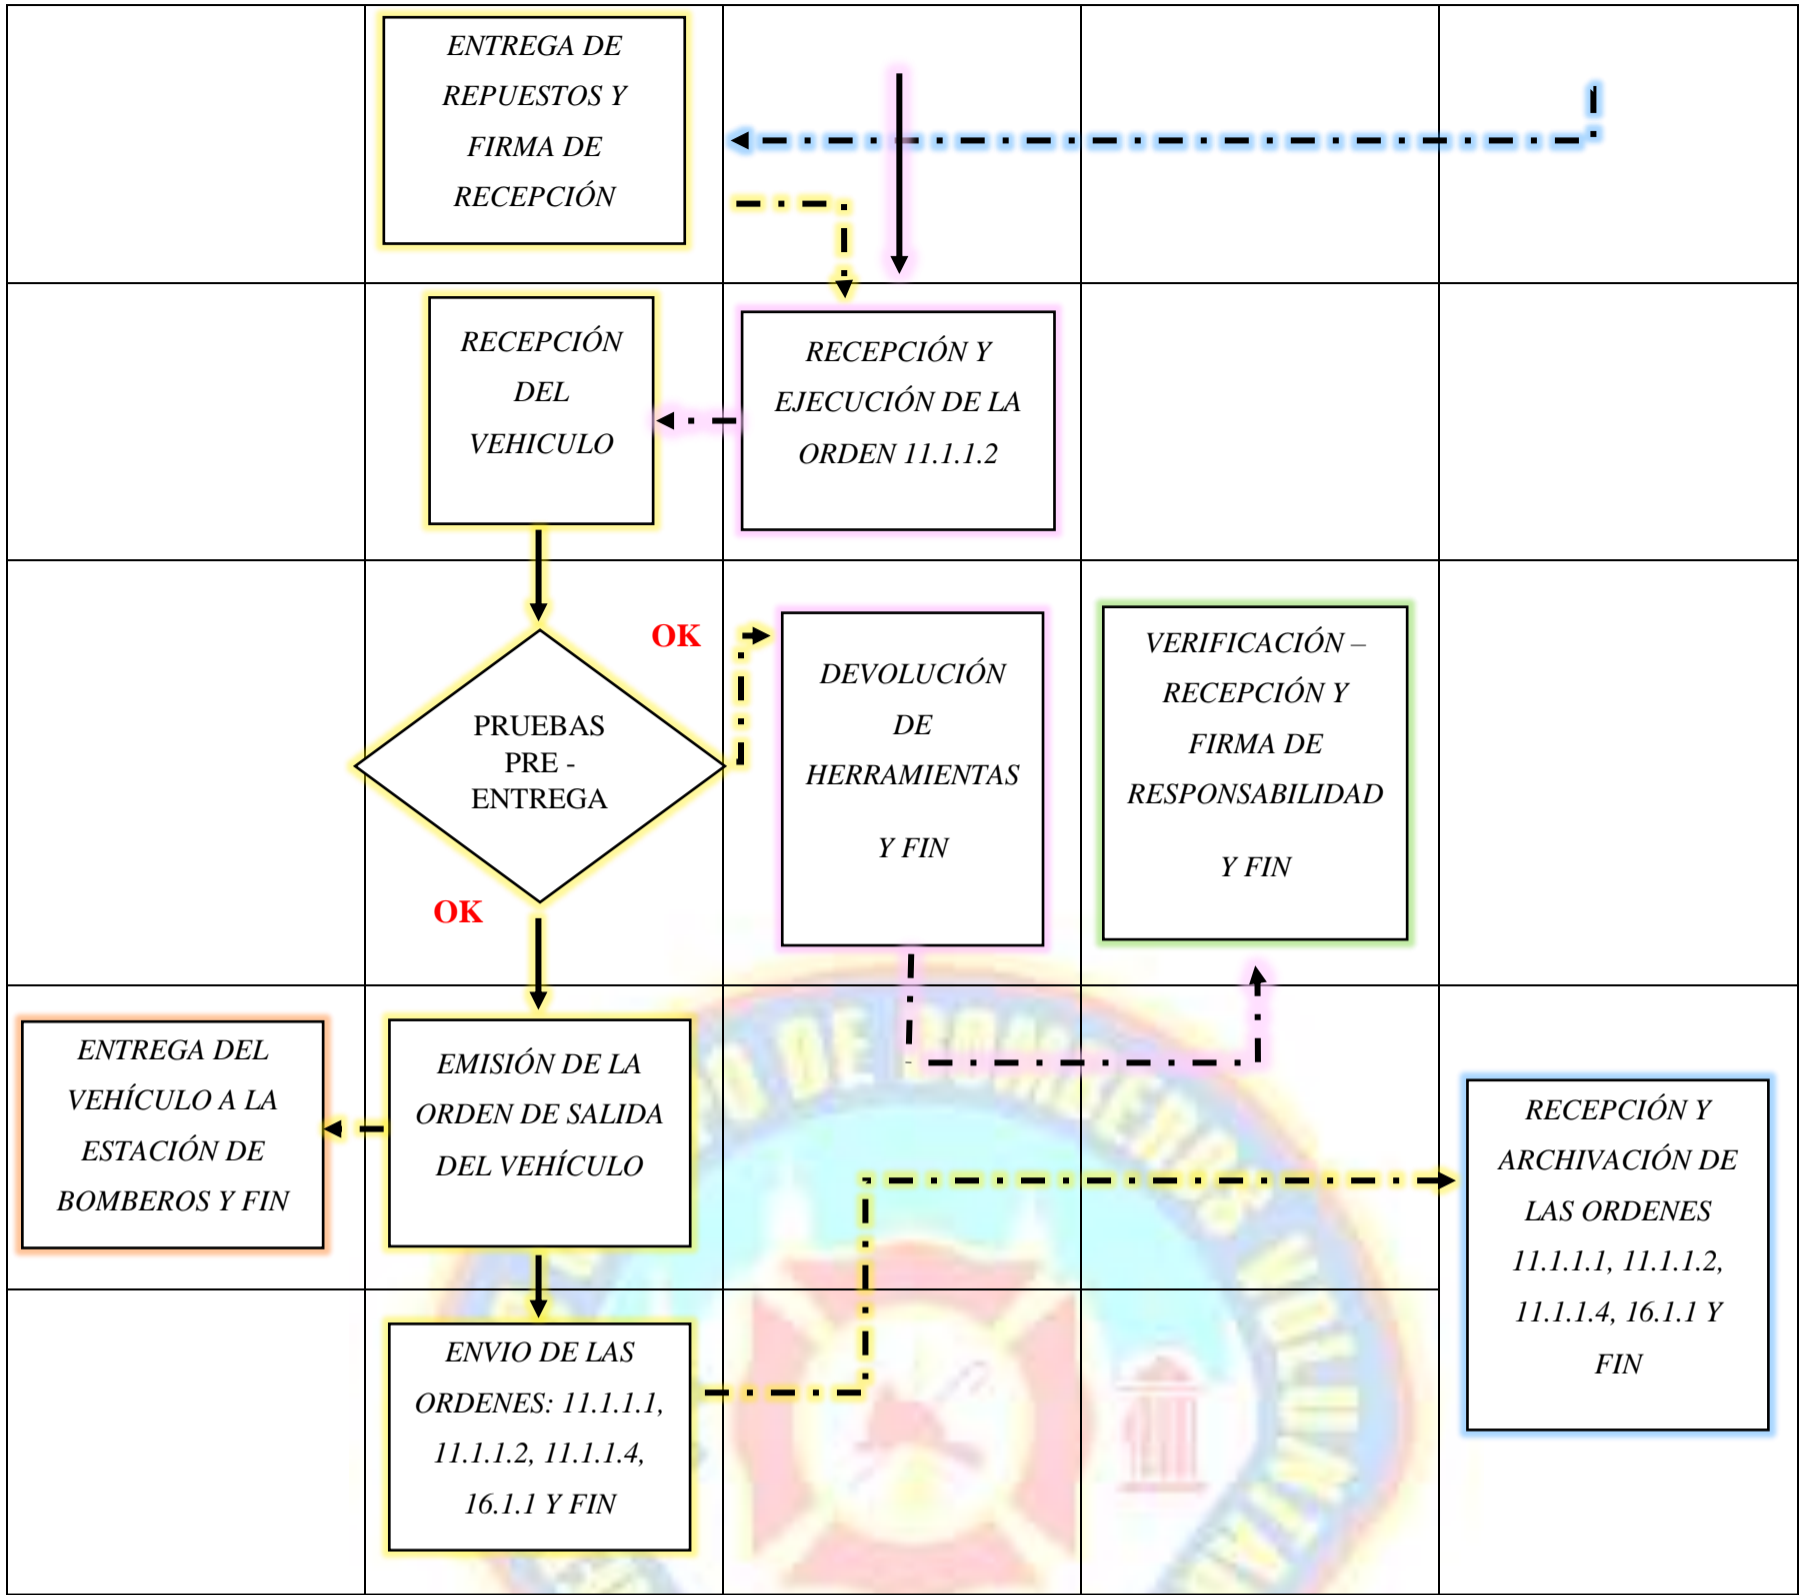 ENTREGA DE
REPUESTOS Y
FIRMA DE
RECEPCIÓN
RECEPCIÓN
DEL
VEHICULO
RECEPCIÓN Y
EJECUCIÓN DE LA
ORDEN 11.1.1.2
OK
PRUEBAS
PRE -
ENTREGA
OK
DEVOLUCIÓN
DE
HERRAMIENTAS
Y FIN
VERIFICACIÓN –
RECEPCIÓN Y
FIRMA DE
RESPONSABILIDAD
Y FIN
ENTREGA DEL
VEHÍCULO A LA
ESTACIÓN DE
BOMBEROS Y FIN
EMISIÓN DE LA
ORDEN DE SALIDA
DEL VEHÍCULO
RECEPCIÓN Y
ARCHIVACIÓN DE
LAS ORDENES
11.1.1.1, 11.1.1.2,
11.1.1.4, 16.1.1 Y
FIN
ENVIO DE LAS
ORDENES: 11.1.1.1,
11.1.1.2, 11.1.1.4,
16.1.1 Y FIN
DE BOMBEROS